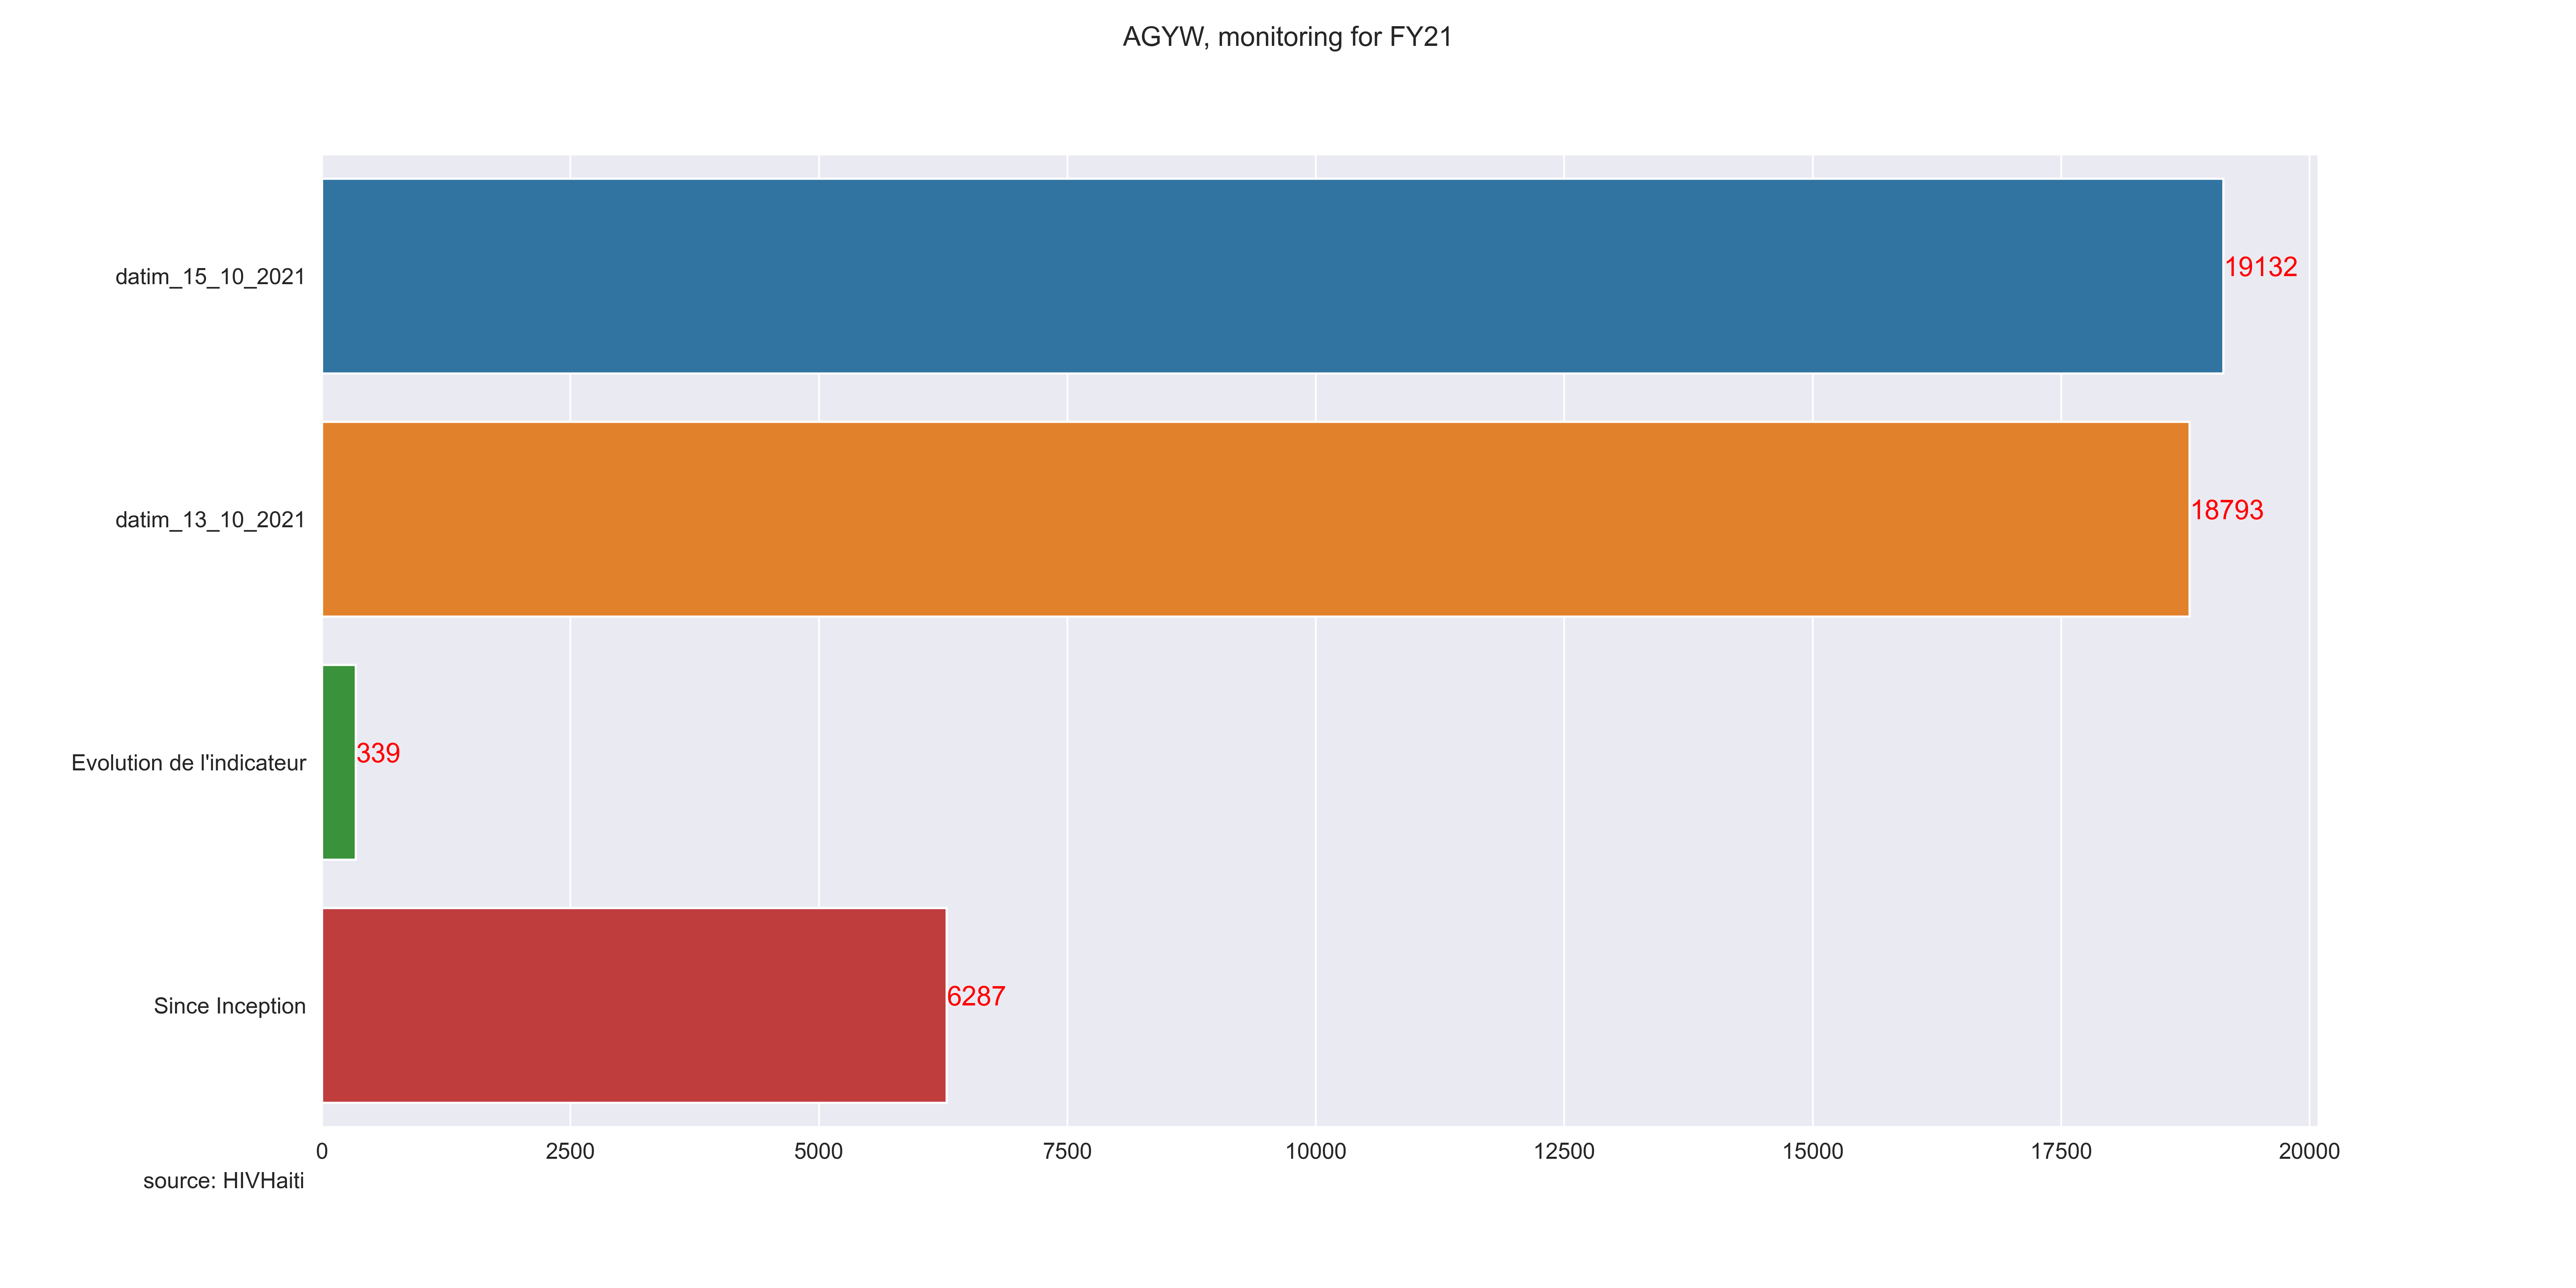 AGYW, monitoring for FY21
datim_15_10_2021
19132
datim_13_10_2021
18793
Evolution de l'indicateur
339
Since Inception
6287
0 2500 5000 7500 10000 12500 15000 17500 20000
source: HIVHaiti